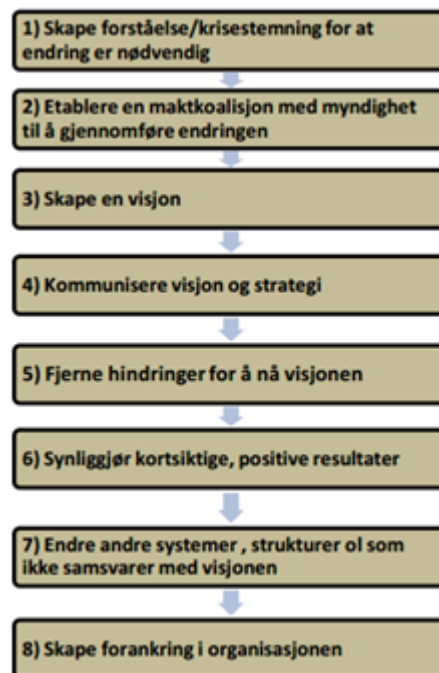 1) Skape forståelse/krisestemning for at
endring er nødvendig
2) Etablere en maktkoalisjon med myndighet
til å gjennomføre endringen
3) Skape en visjon
4) Kommunisere visjon og strategi
5) Fjerne hindringer for å nå visjonen
6) Synliggjør kortsiktige, positive resultater
7) Endre andre systemer , strukturer ol som
ikke samsvarer med visjonen
8) Skape forankring i organisasjonen